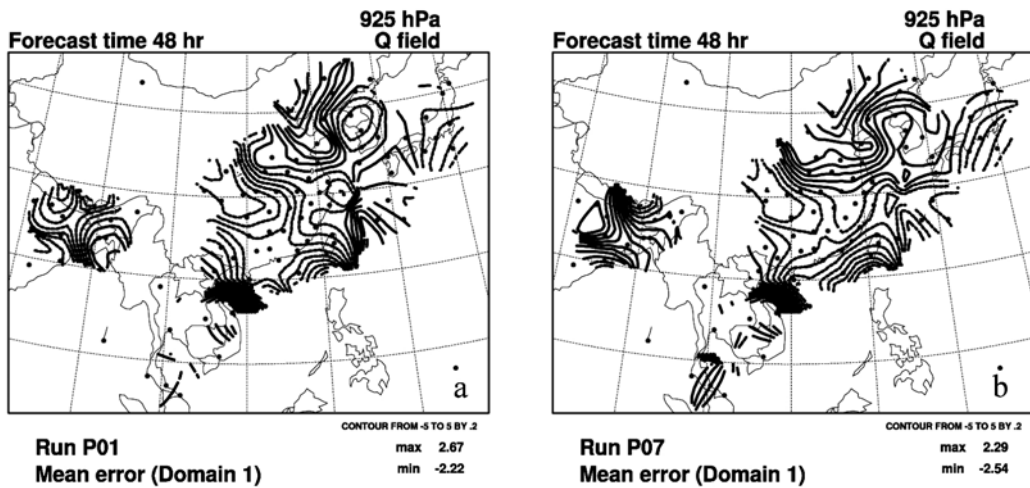 925 hPa
Forecast time 48 hr Q field
a
CONTOUR FROM -5 TO 5 BY .2
Run P01 max 2.67
Mean error (Domain 1) min -2.22
925 hPa
Forecast time 48 hr Q field
b
CONTOUR FROM -5 TO 5 BY .2
Run P07 max 2.29
Mean error (Domain 1) min -2.54